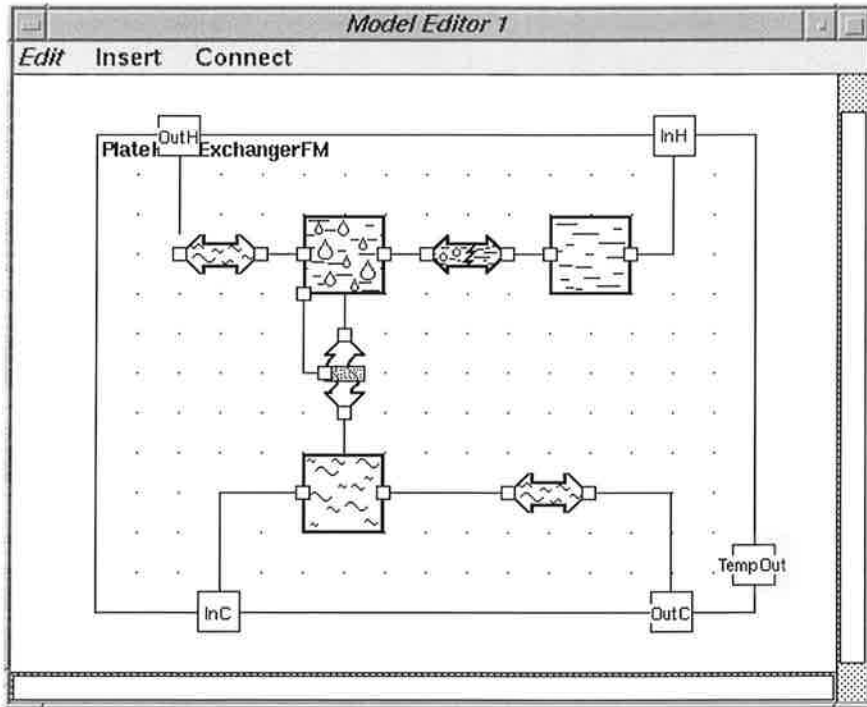 Model Editor 1
Edit Insert Connect
OutH InH
Plate ExchangerFM
TempOut
InC OutC